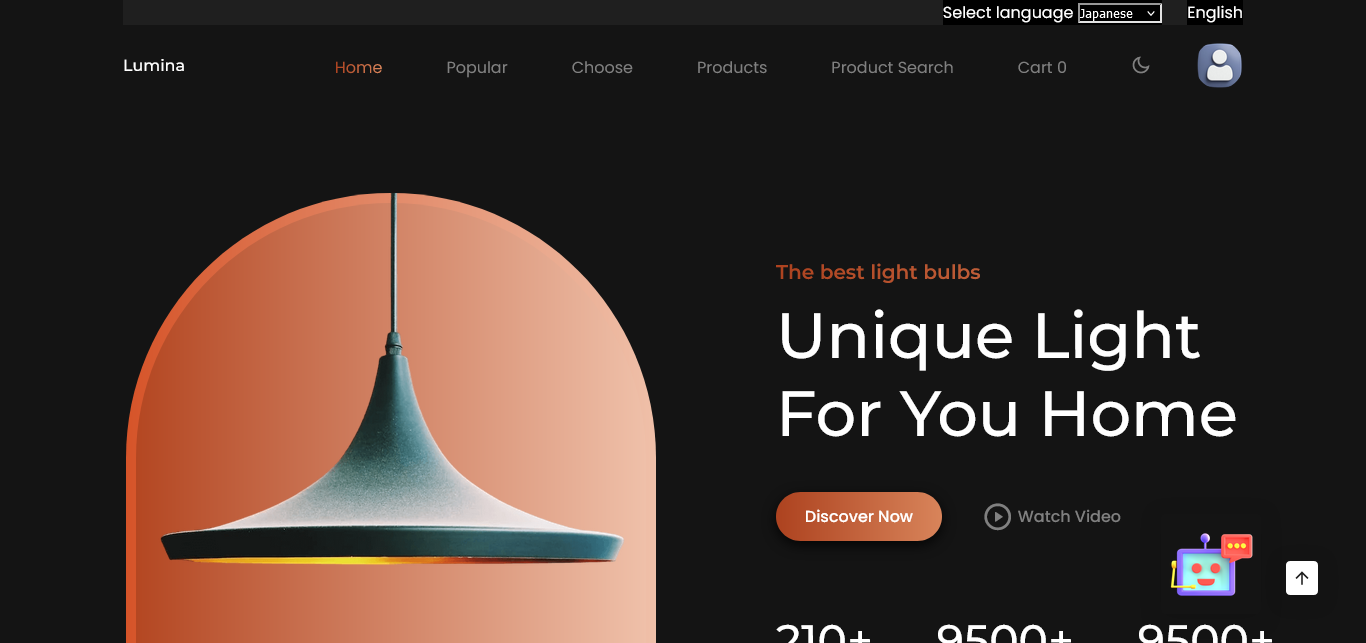 Select language Japanese English
Lumina Home Popular Choose Products Product Search Cart 0
The best light bulbs
Unique Light
For You Home
Discover Now Watch Video
210+ 9500+ 9500+